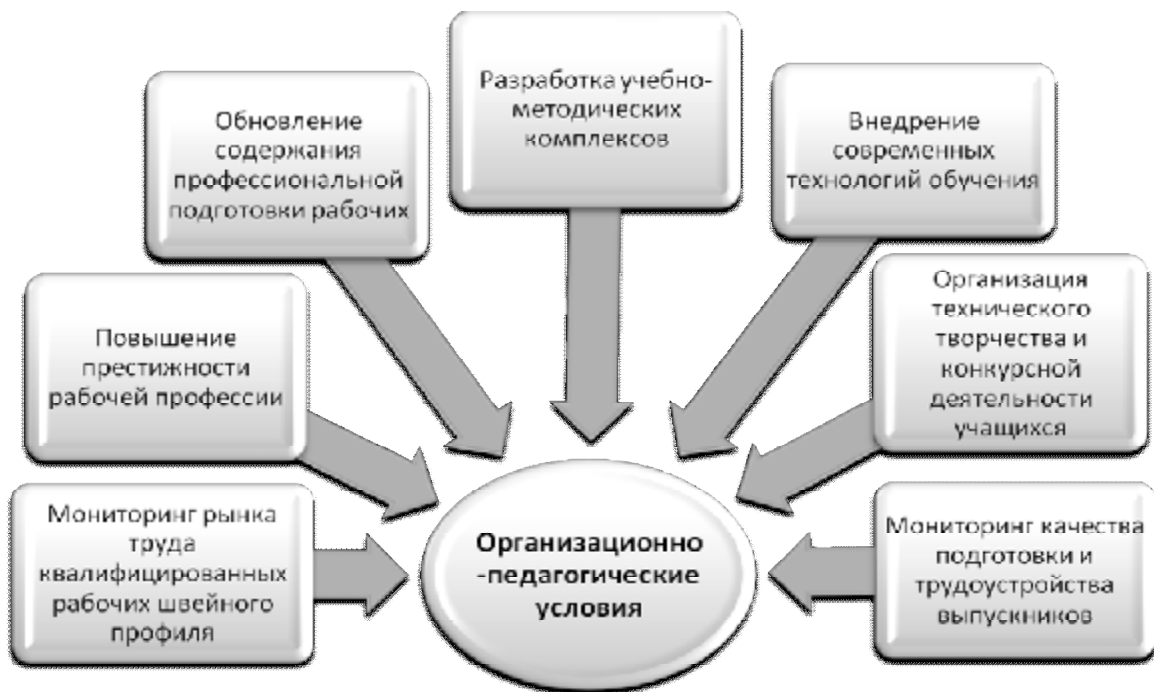 Разработка учебно-
методических
комплексов
Обновление
содержания
профессиональной
подготовки рабочих
Внедрение
современных
технологий обучения
Повышение
престижности
рабочей профессии
Организация
технического
творчества и
конкурсной
деятельности
учащихся
Мониторинг рынка
труда
квалифицированных
рабочих швейного
профиля
Организационно
-педагогические
условия
Мониторинг качества
подготовки и
трудоустройства
выпускников